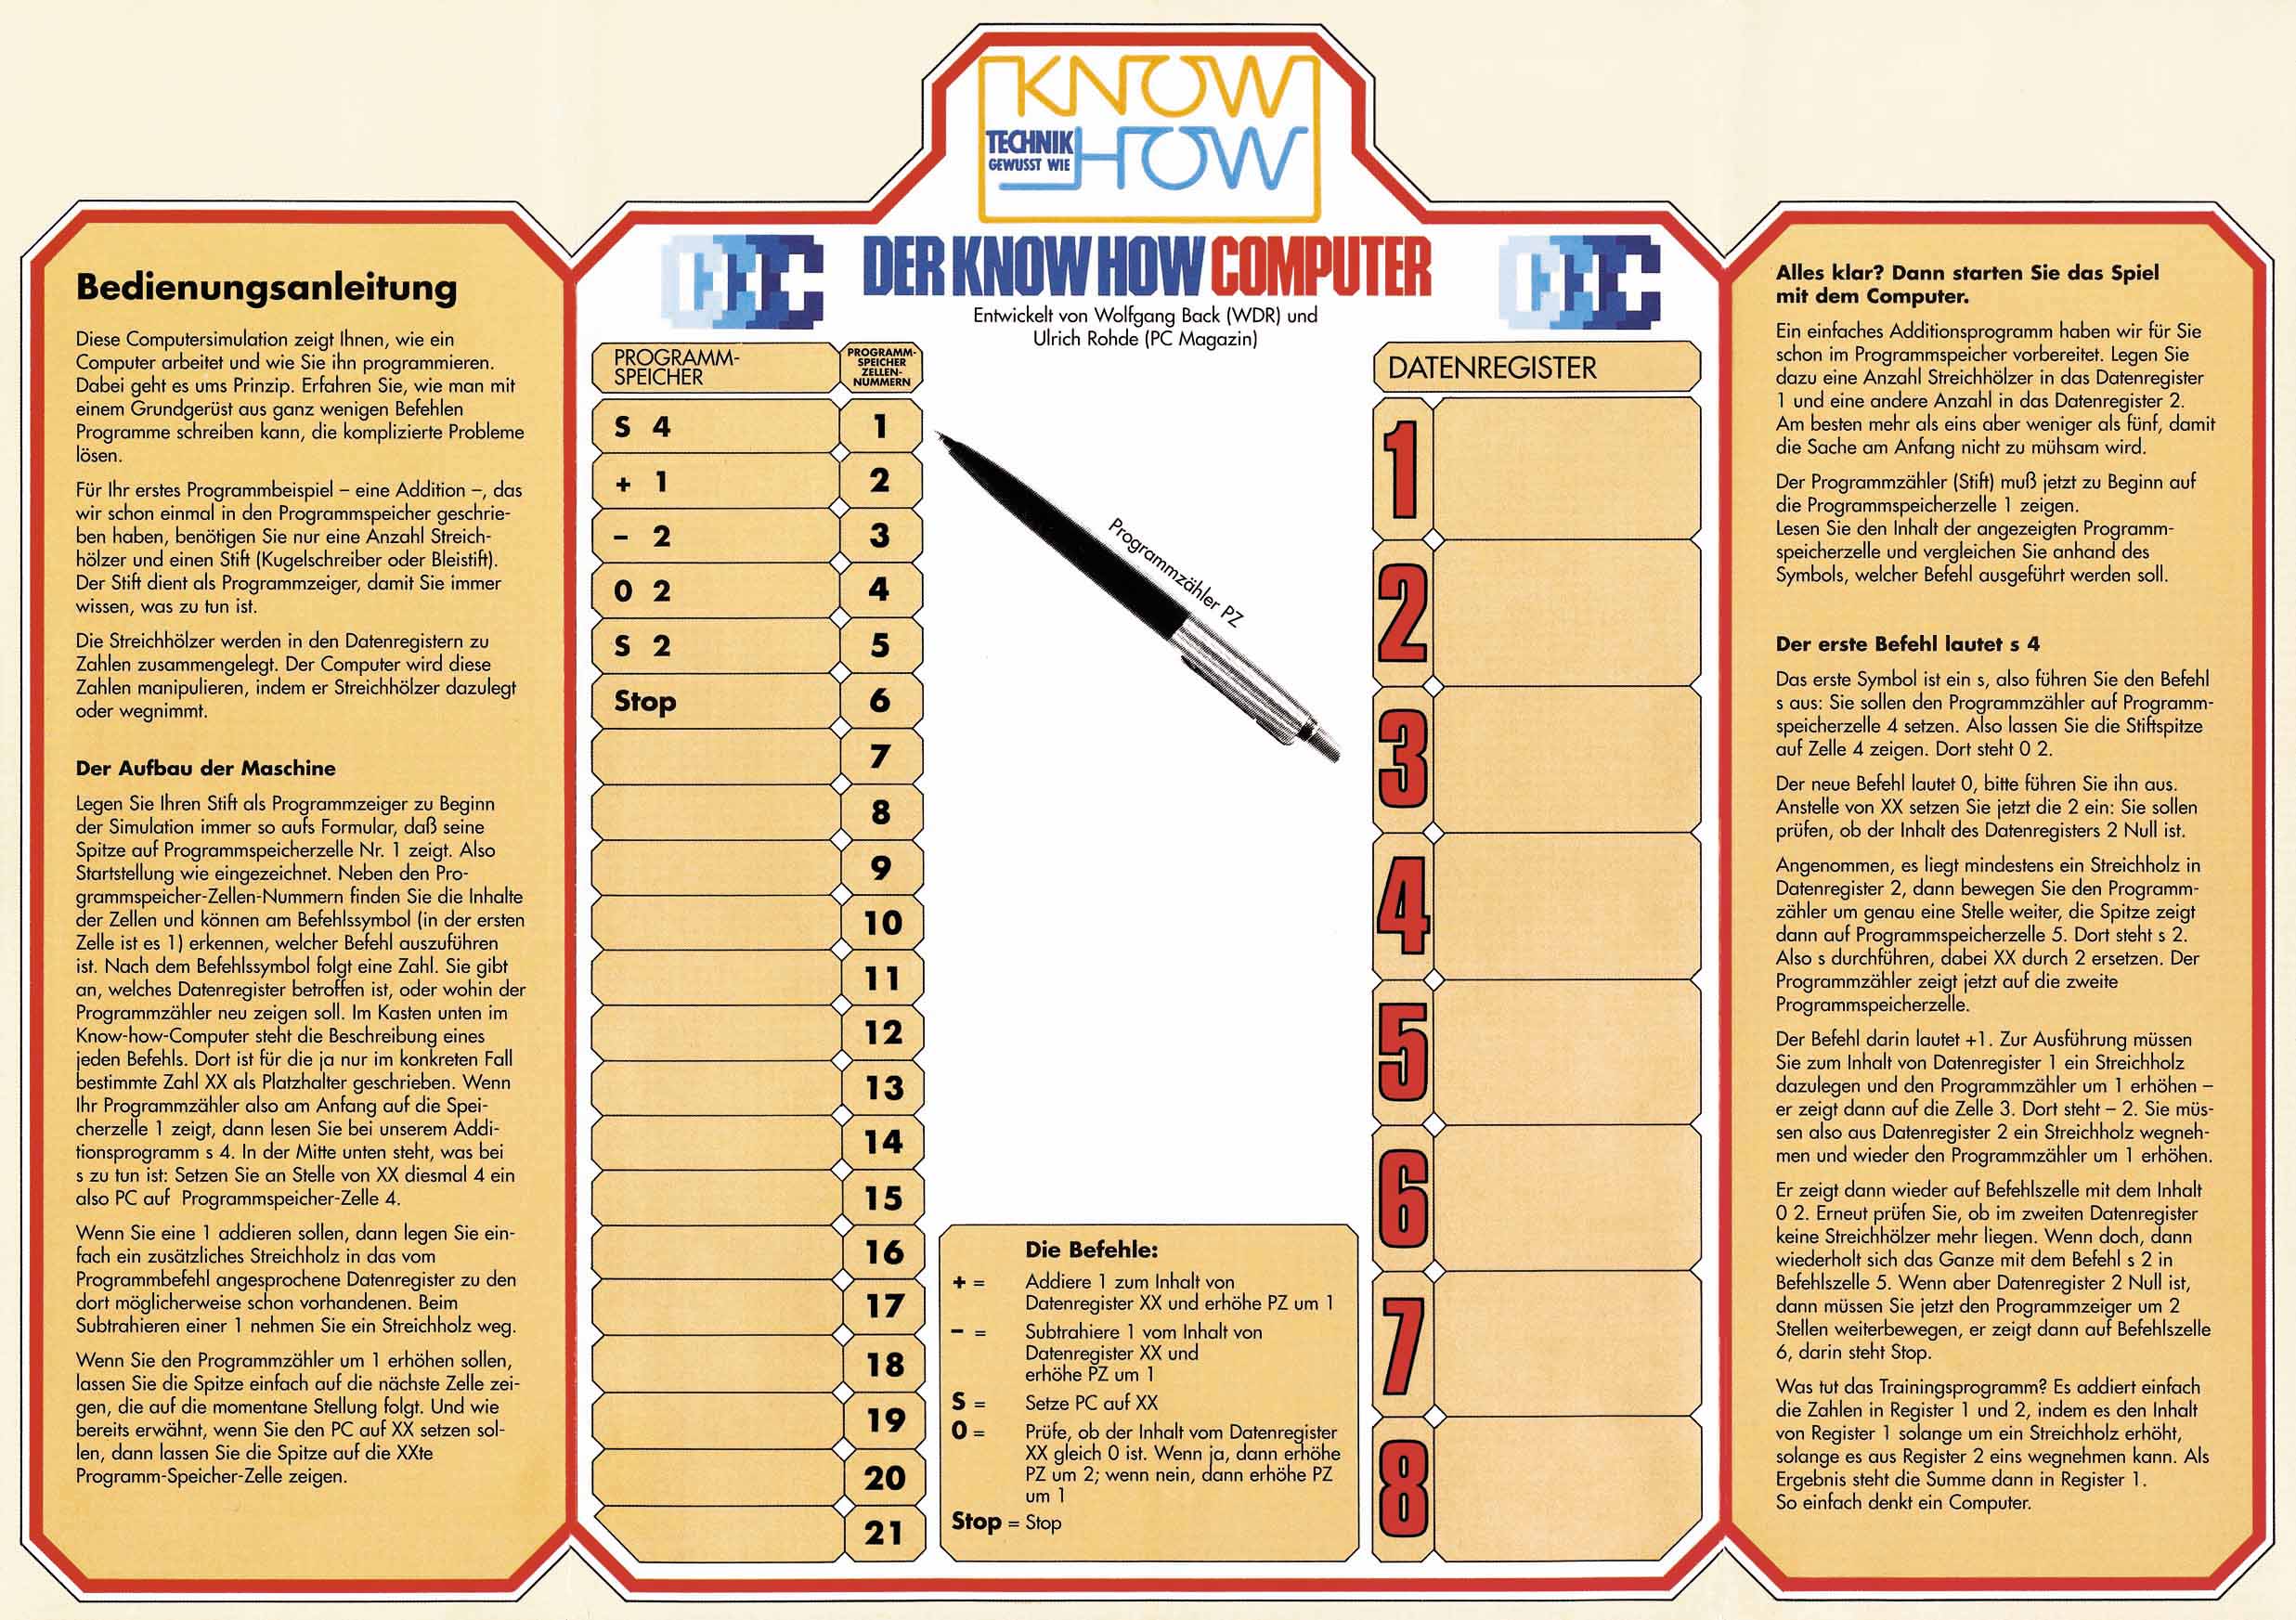 KNOW
TECHNIK
GEWUSST WIE
HOW
DER KNOW HOW COMPUTER
Entwickelt von Wolfgang Back (WDR) und
Ulrich Rohde (PC Magazin)
Bedienungsanleitung
Diese Computersimulation zeigt Ihnen, wie ein
Computer arbeitet und wie Sie ihn programmieren.
Dabei geht es ums Prinzip. Erfahren Sie, wie man mit
einem Grundgerüst aus ganz wenigen Befehlen
Programme schreiben kann, die komplizierte Probleme
lösen.
Für Ihr erstes Programmbeispiel – eine Addition –, das
wir schon einmal in den Programmspeicher geschrie-
ben haben, benötigen Sie nur eine Anzahl Streich-
hölzer und einen Stift (Kugelschreiber oder Bleistift).
Der Stift dient als Programmzeiger, damit Sie immer
wissen, was zu tun ist.
Die Streichhölzer werden in den Datenregistern zu
Zahlen zusammengelegt. Der Computer wird diese
Zahlen manipulieren, indem er Streichhölzer dazulegt
oder wegnimmt.
Der Aufbau der Maschine
Legen Sie Ihren Stift als Programmzeiger zu Beginn
der Simulation immer so aufs Formular, daß seine
Spitze auf Programmspeicherzelle Nr. 1 zeigt. Also
Startstellung wie eingezeichnet. Neben den Pro-
grammspeicher-Zellen-Nummern finden Sie die Inhalte
der Zellen und können am Befehlssymbol (in der ersten
Zelle ist es 1) erkennen, welcher Befehl auszuführen
ist. Nach dem Befehlssymbol folgt eine Zahl. Sie gibt
an, welches Datenregister betroffen ist, oder wohin der
Programmzähler neu zeigen soll. Im Kasten unten im
Know-how-Computer steht die Beschreibung eines
jeden Befehls. Dort ist für die ja nur im konkreten Fall
bestimmte Zahl XX als Platzhalter geschrieben. Wenn
Ihr Programmzähler also am Anfang auf die Spei-
cherzelle 1 zeigt, dann lesen Sie bei unserem Addi-
tionsprogramm s 4. In der Mitte unten steht, was bei
s zu tun ist: Setzen Sie an Stelle von XX diesmal 4 ein
also PC auf Programmspeicher-Zelle 4.
Wenn Sie eine 1 addieren sollen, dann legen Sie ein-
fach ein zusätzliches Streichholz in das vom
Programmbefehl angesprochene Datenregister zu den
dort möglicherweise schon vorhandenen. Beim
Subtrahieren einer 1 nehmen Sie ein Streichholz weg.
Wenn Sie den Programmzähler um 1 erhöhen sollen,
lassen Sie die Spitze einfach auf die nächste Zelle zei-
gen, die auf die momentane Stellung folgt. Und wie
bereits erwähnt, wenn Sie den PC auf XX setzen sol-
len, dann lassen Sie die Spitze auf die XXte
Programm-Speicher-Zelle zeigen.
PROGRAMM-
SPEICHER
PROGRAMM-
SPEICHER
ZELLEN-
NUMMERN
S 4 1
+ 1 2
– 2 3
0 2 4
S 2 5
Stop 6
7
8
9
10
11
12
13
14
15
16
17
18
19
20
21
Programmzähler PZ
Die Befehle:
+ = Addiere 1 zum Inhalt von
Datenregister XX und erhöhe PZ um 1
– = Subtrahiere 1 vom Inhalt von
Datenregister XX und
erhöhe PZ um 1
S = Setze PC auf XX
0 = Prüfe, ob der Inhalt vom Datenregister
XX gleich 0 ist. Wenn ja, dann erhöhe
PZ um 2; wenn nein, dann erhöhe PZ
um 1
Stop = Stop
DATENREGISTER
1
2
3
4
5
6
7
8
Alles klar? Dann starten Sie das Spiel
mit dem Computer.
Ein einfaches Additionsprogramm haben wir für Sie
schon im Programmspeicher vorbereitet. Legen Sie
dazu eine Anzahl Streichhölzer in das Datenregister
1 und eine andere Anzahl in das Datenregister 2.
Am besten mehr als eins aber weniger als fünf, damit
die Sache am Anfang nicht zu mühsam wird.
Der Programmzähler (Stift) muß jetzt zu Beginn auf
die Programmspeicherzelle 1 zeigen.
Lesen Sie den Inhalt der angezeigten Programm-
speicherzelle und vergleichen Sie anhand des
Symbols, welcher Befehl ausgeführt werden soll.
Der erste Befehl lautet s 4
Das erste Symbol ist ein s, also führen Sie den Befehl
s aus: Sie sollen den Programmzähler auf Programm-
speicherzelle 4 setzen. Also lassen Sie die Stiftspitze
auf Zelle 4 zeigen. Dort steht 0 2.
Der neue Befehl lautet 0, bitte führen Sie ihn aus.
Anstelle von XX setzen Sie jetzt die 2 ein: Sie sollen
prüfen, ob der Inhalt des Datenregisters 2 Null ist.
Angenommen, es liegt mindestens ein Streichholz in
Datenregister 2, dann bewegen Sie den Programm-
zähler um genau eine Stelle weiter, die Spitze zeigt
dann auf Programmspeicherzelle 5. Dort steht s 2.
Also s durchführen, dabei XX durch 2 ersetzen. Der
Programmzähler zeigt jetzt auf die zweite
Programmspeicherzelle.
Der Befehl darin lautet +1. Zur Ausführung müssen
Sie zum Inhalt von Datenregister 1 ein Streichholz
dazulegen und den Programmzähler um 1 erhöhen –
er zeigt dann auf die Zelle 3. Dort steht – 2. Sie müs-
sen also aus Datenregister 2 ein Streichholz wegneh-
men und wieder den Programmzähler um 1 erhöhen.
Er zeigt dann wieder auf Befehlszelle mit dem Inhalt
0 2. Erneut prüfen Sie, ob im zweiten Datenregister
keine Streichhölzer mehr liegen. Wenn doch, dann
wiederholt sich das Ganze mit dem Befehl s 2 in
Befehlszelle 5. Wenn aber Datenregister 2 Null ist,
dann müssen Sie jetzt den Programmzeiger um 2
Stellen weiterbewegen, er zeigt dann auf Befehlszelle
6, darin steht Stop.
Was tut das Trainingsprogramm? Es addiert einfach
die Zahlen in Register 1 und 2, indem es den Inhalt
von Register 1 solange um ein Streichholz erhöht,
solange es aus Register 2 eins wegnehmen kann. Als
Ergebnis steht die Summe dann in Register 1.
So einfach denkt ein Computer.